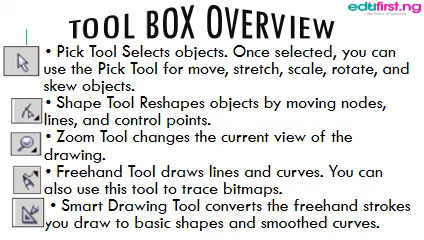 TOOL BOX OVERVIEW
edufirst.ng
• Pick Tool Selects objects. Once selected, you can
use the Pick Tool for move, stretch, scale, rotate, and
skew objects.
• Shape Tool Reshapes objects by moving nodes,
lines, and control points.
• Zoom Tool changes the current view of the
drawing.
• Freehand Tool draws lines and curves. You can
also use this tool to trace bitmaps.
• Smart Drawing Tool converts the freehand strokes
you draw to basic shapes and smoothed curves.